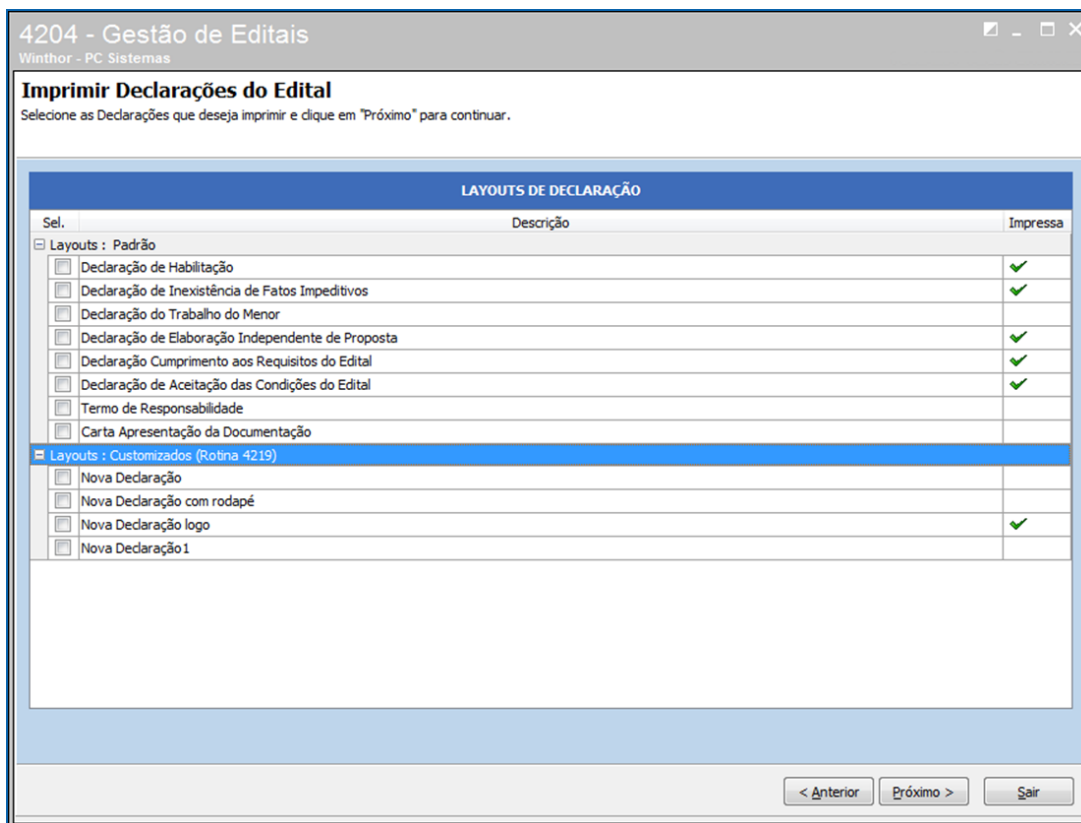 4204 - Gestão de Editais
Winthor - PC Sistemas
Imprimir Declarações do Edital
Selecione as Declarações que deseja imprimir e clique em "Próximo" para continuar.
LAYOUTS DE DECLARAÇÃO
Sel. Descrição Impressa
Layouts : Padrão
Declaração de Habilitação
Declaração de Inexistência de Fatos Impeditivos
Declaração do Trabalho do Menor
Declaração de Elaboração Independente de Proposta
Declaração Cumprimento aos Requisitos do Edital
Declaração de Aceitação das Condições do Edital
Termo de Responsabilidade
Carta Apresentação da Documentação
Layouts : Customizados (Rotina 4219)
Nova Declaração
Nova Declaração com rodapé
Nova Declaração logo
Nova Declaração1
< Anterior Próximo > Sair